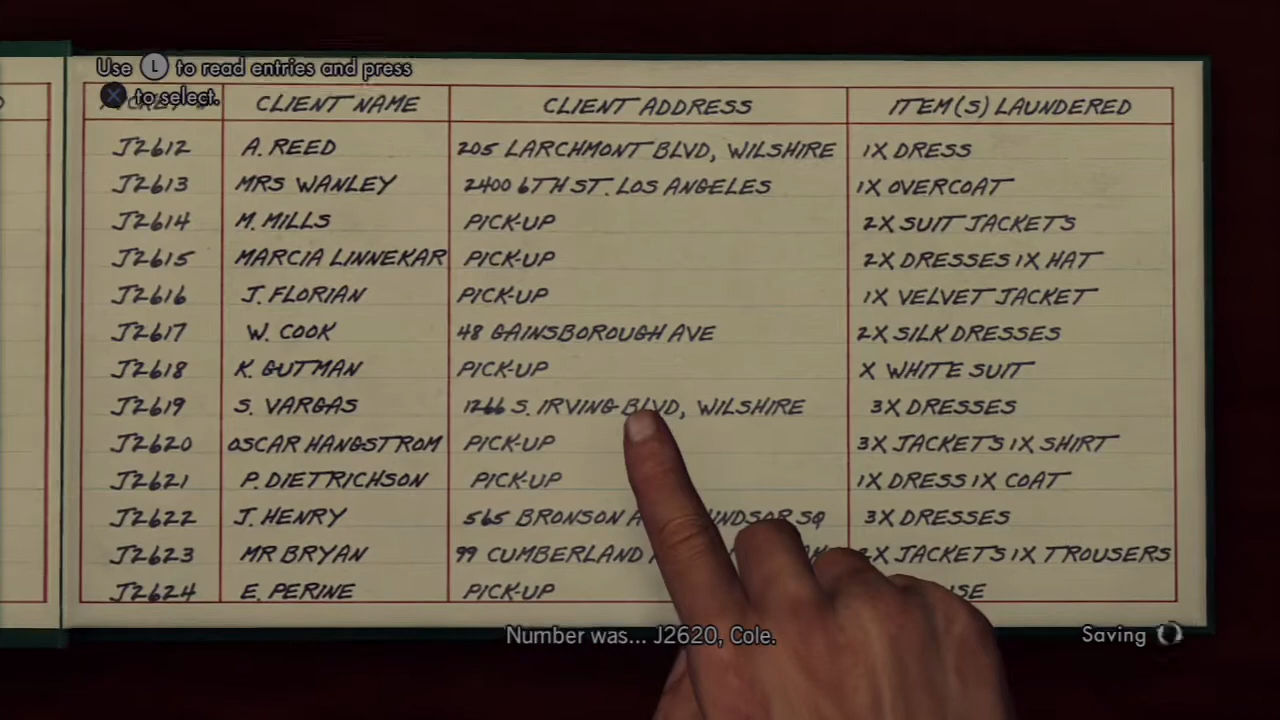 Use L to read entries and press
X to select.
CLIENT NAME CLIENT ADDRESS ITEM(S) LAUNDERED
J2612 A. REED 205 LARCHMONT BLVD, WILSHIRE 1X DRESS
J2613 MRS WANLEY 2400 6TH ST. LOS ANGELES 1X OVERCOAT
J2614 M. MILLS PICK-UP 2X SUIT JACKETS
J2615 MARCIA LINNEKAR PICK-UP 2X DRESSES 1X HAT
J2616 J. FLORIAN PICK-UP 1X VELVET JACKET
J2617 W. COOK 48 GAINSBOROUGH AVE 2X SILK DRESSES
J2618 K. GUTMAN PICK-UP X WHITE SUIT
J2619 S. VARGAS 1266 S. IRVING BLVD, WILSHIRE 3X DRESSES
J2620 OSCAR HANGSTROM PICK-UP 3X JACKETS 1X SHIRT
J2621 P. DIETRICHSON PICK-UP 1X DRESS 1X COAT
J2622 J. HENRY 565 BRONSON SQ 3X DRESSES
J2623 MR BRYAN 99 CUMBERLAND JACKETS 1X TROUSERS
J2624 E. PERINE PICK-UP
Number was... J2620, Cole.
Saving